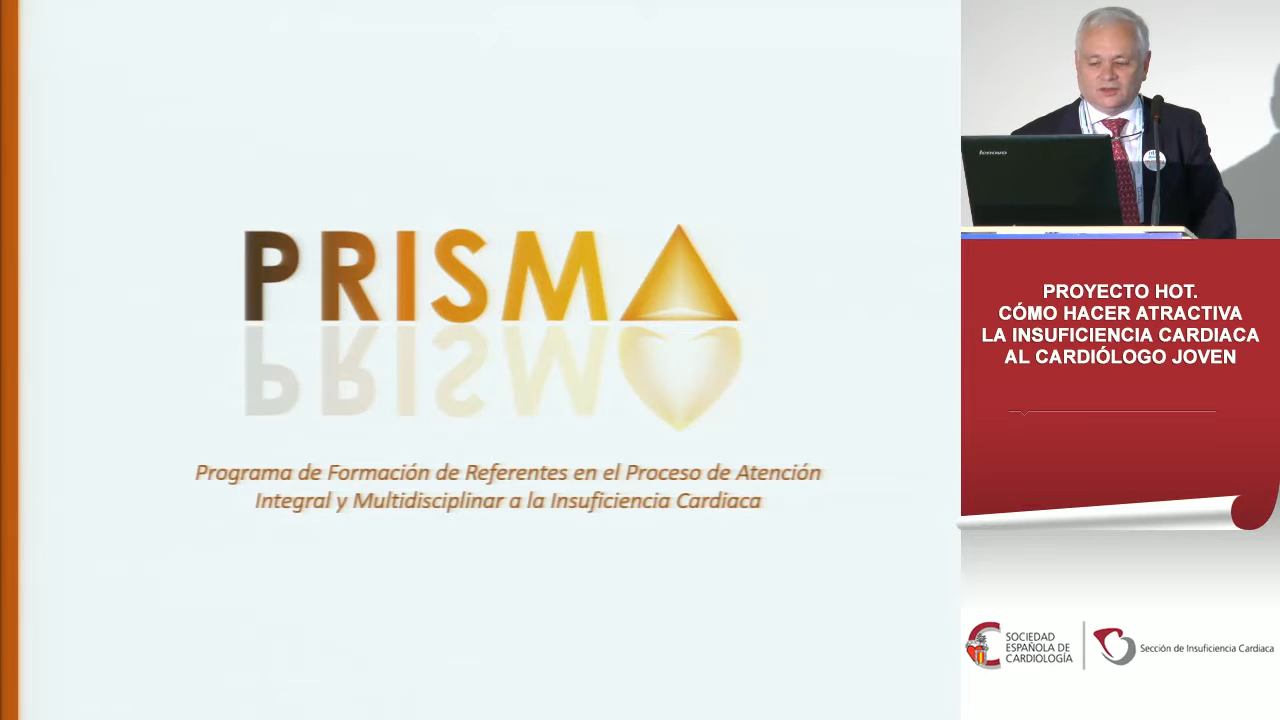 PRISMA
Programa de Formación de Referentes en el Proceso de Atención
Integral y Multidisciplinar a la Insuficiencia Cardiaca
lenovo
PROYECTO HOT.
CÓMO HACER ATRACTIVA
LA INSUFICIENCIA CARDIACA
AL CARDIÓLOGO JOVEN
SOCIEDAD
ESPAÑOLA DE
CARDIOLOGÍA
Sección de Insuficiencia Cardiaca